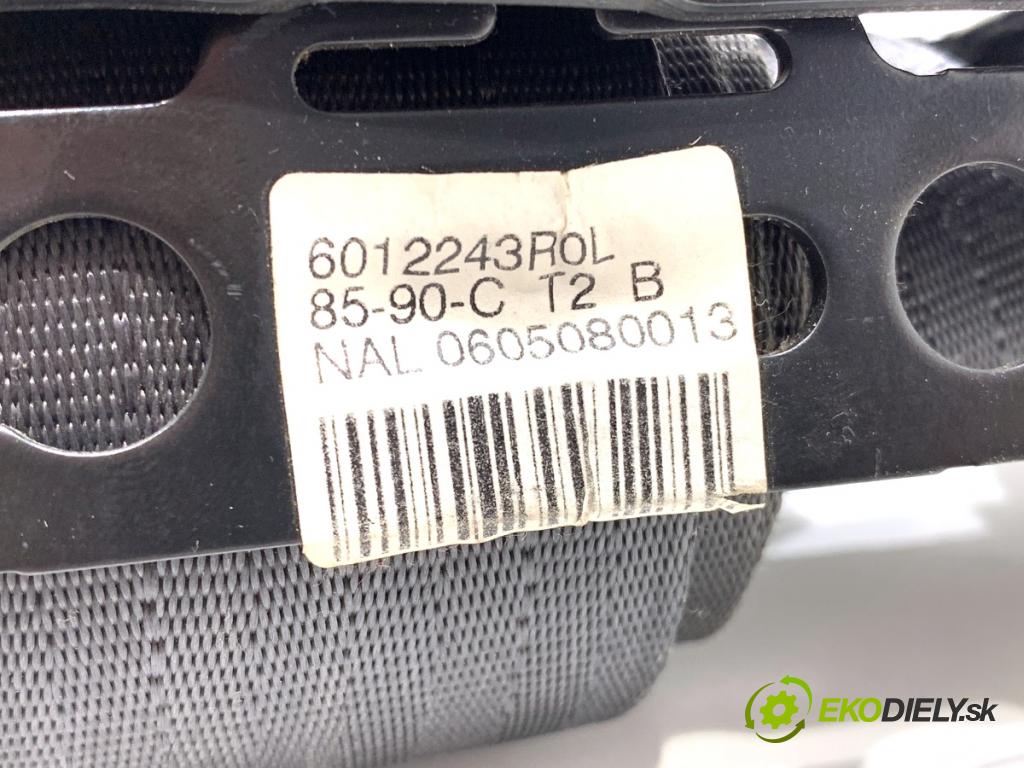 6012243R0L
85-90-C T2 B
NAL 0605080013
EKODIELY.sk